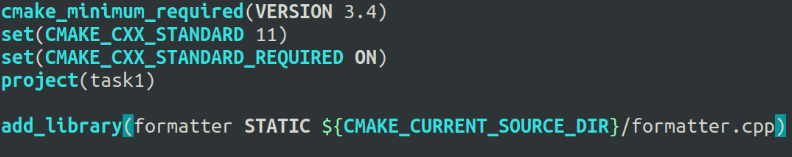 cmake_minimum_required(VERSION 3.4)
set(CMAKE_CXX_STANDARD 11)
set(CMAKE_CXX_STANDARD_REQUIRED ON)
project(task1)
add_library(formatter STATIC ${CMAKE_CURRENT_SOURCE_DIR}/formatter.cpp)